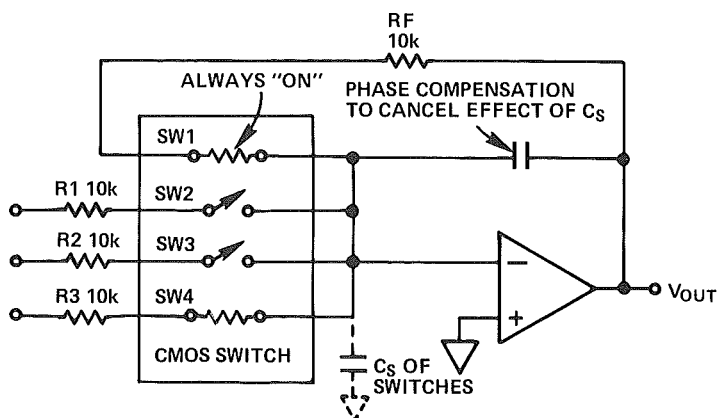 RF
10k
ALWAYS "ON"
PHASE COMPENSATION
TO CANCEL EFFECT OF CS
SW1
R1 10k
SW2
R2 10k
SW3
R3 10k
SW4
CMOS SWITCH
−
+
VOUT
CS OF
SWITCHES